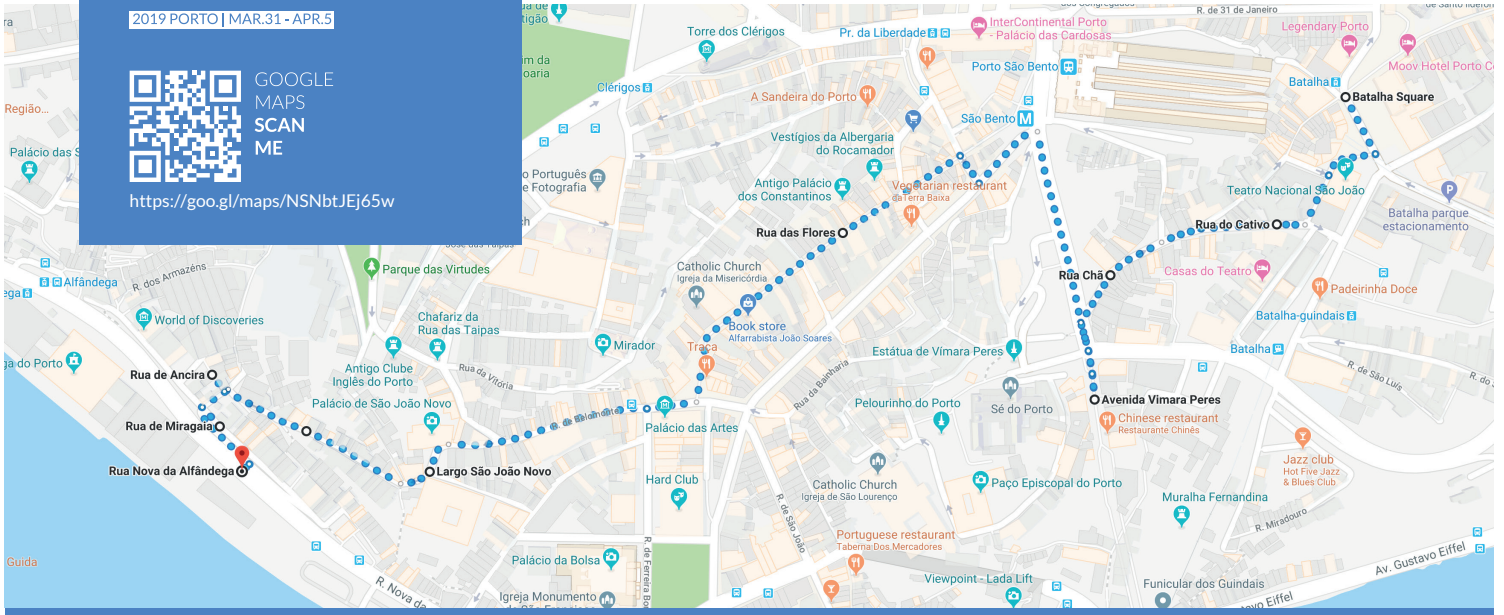 2019 PORTO | MAR.31 - APR.5
GOOGLE
MAPS
SCAN
ME
https://goo.gl/maps/NSNbtJEj65w
R. de 31 de Janeiro
Torre dos Clérigos
Pr. da Liberdade
InterContinental Porto
- Palácio das Cardosas
Legendary Porto
Moov Hotel Porto
Porto São Bento
Batalha
Batalha Square
Clérigos
A Sandeira do Porto
São Bento
Região...
Vestígios da Albergaria
do Rocamador
Palácio das
Português
Fotografia
Antigo Palácio
dos Constantinos
Vegetarian restaurant
daTerra Baixa
Teatro Nacional São João
Batalha parque
estacionamento
Rua das Flores
Rua do Cativo
Parque das Virtudes
Catholic Church
Igreja da Misericórdia
Rua Chã
Casas do Teatro
R. dos Armazéns
Alfândega
Padeirinha Doce
World of Discoveries
Chafariz da
Rua das Taipas
Book store
Alfarrabista João Soares
Batalha-guindais
Mirador
Traça
Estátua de Vímara Peres
Batalha
do Porto
Rua de Ancira
Antigo Clube
Inglês do Porto
Rua da Vitória
Rua da Bainharia
R. de São Luís
Palácio de São João Novo
R. de Belomonte
Pelourinho do Porto
Sé do Porto
Avenida Vimara Peres
Chinese restaurant
Restaurante Chinês
Rua de Miragaia
Palácio das Artes
Rua Nova da Alfândega
Largo São João Novo
Hard Club
Catholic Church
Igreja de São Lourenço
Paço Episcopal do Porto
Jazz club
Hot Five Jazz
& Blues Club
Muralha Fernandina
R. de São João
R. Miradouro
Portuguese restaurant
Taberna Dos Mercadores
Guida
Palácio da Bolsa
R. de Ferreira
Av. Gustavo Eiffel
R. Nova da
Viewpoint - Lada Lift
Funicular dos Guindais
Igreja Monumento